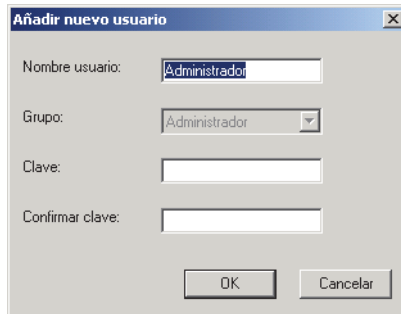 Añadir nuevo usuario
Nombre usuario: Administrador
Grupo: Administrador
Clave:
Confirmar clave:
OK Cancelar